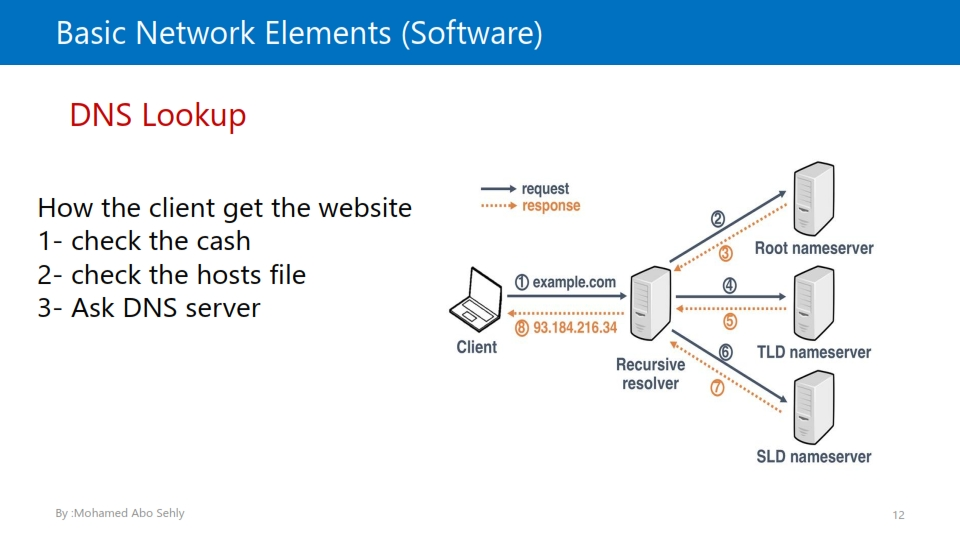 Basic Network Elements (Software)
DNS Lookup
How the client get the website
1- check the cash
2- check the hosts file
3- Ask DNS server
request
response
① example.com
⑧ 93.184.216.34
Client
Recursive
resolver
②
③
Root nameserver
④
⑤
TLD nameserver
⑥
⑦
SLD nameserver
By :Mohamed Abo Sehly
12